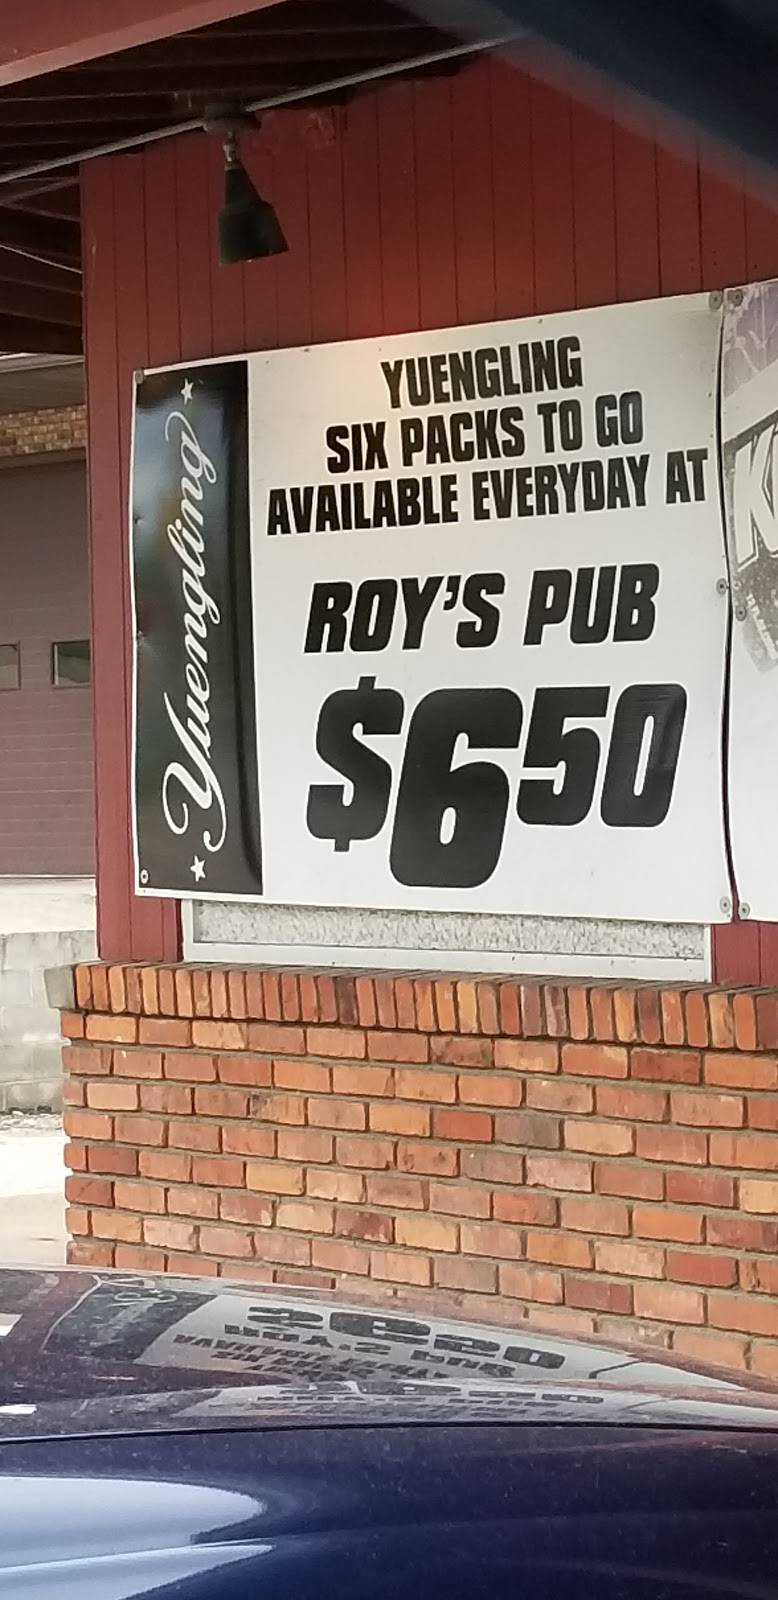 YUENGLING
SIX PACKS TO GO
AVAILABLE EVERYDAY AT
ROY'S PUB
$650
Yuengling